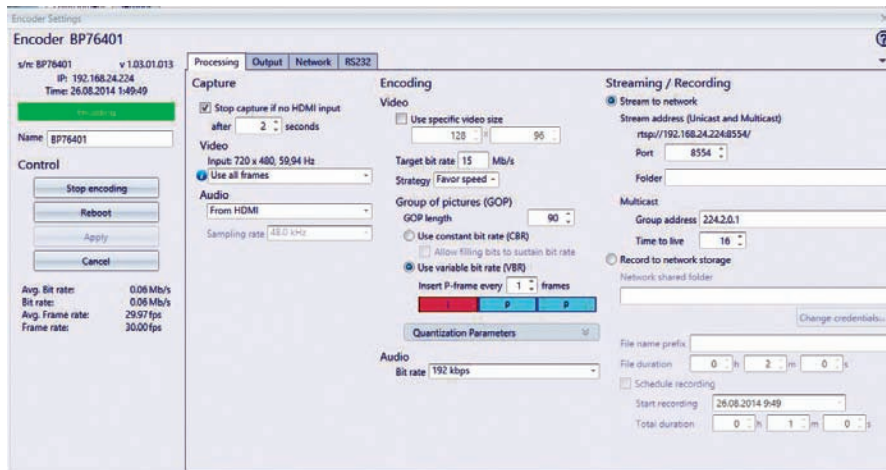 Encoder Settings
Encoder BP76401
s/n: BP76401 v 1.03.01.013
IP: 192.168.24.224
Time: 26.08.2014 1:49:49
Encoding
Name BP76401
Control
Stop encoding
Reboot
Apply
Cancel
Avg. Bit rate: 0.06 Mb/s
Bit rate: 0.06 Mb/s
Avg. Frame rate: 29.97 fps
Frame rate: 30.00 fps
Processing Output Network RS232
Capture
Stop capture if no HDMI input
after 2 seconds
Video
Input: 720 x 480, 59,94 Hz
Use all frames
Audio
From HDMI
Sampling rate 48.0 kHz
Encoding
Video
Use specific video size
128 × 96
Target bit rate 15 Mb/s
Strategy Favor speed
Group of pictures (GOP)
GOP length 90
Use constant bit rate (CBR)
Allow filling bits to sustain bit rate
Use variable bit rate (VBR)
Insert P-frame every 1 frames
I P P
Quantization Parameters
Audio
Bit rate 192 kbps
Streaming / Recording
Stream to network
Stream address (Unicast and Multicast)
rtsp://192.168.24.224:8554/
Port 8554
Folder
Multicast
Group address 224.2.0.1
Time to live 16
Record to network storage
Network shared folder
Change credentials...
File name prefix
File duration 0 h 2 m 0 s
Schedule recording
Start recording 26.08.2014 9:49
Total duration 0 h 1 m 0 s